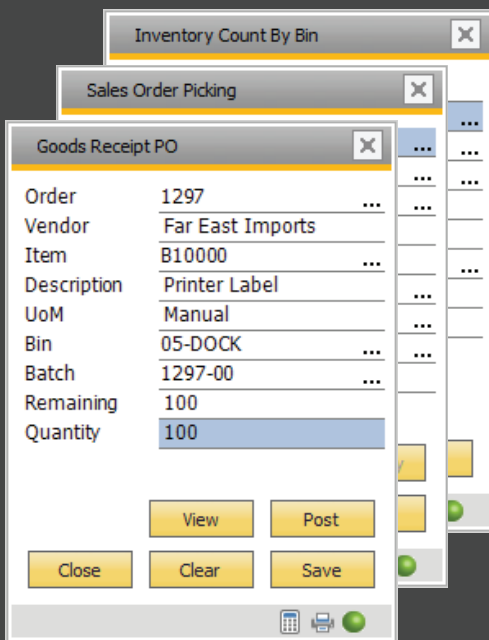 Inventory Count By Bin
...
...
...
...
Sales Order Picking
...
...
...
...
...
...
y
Goods Receipt PO
Order 1297 ...
Vendor Far East Imports
Item B10000 ...
Description Printer Label
UoM Manual
Bin 05-DOCK ...
Batch 1297-00 ...
Remaining 100
Quantity 100
View Post
Close Clear Save